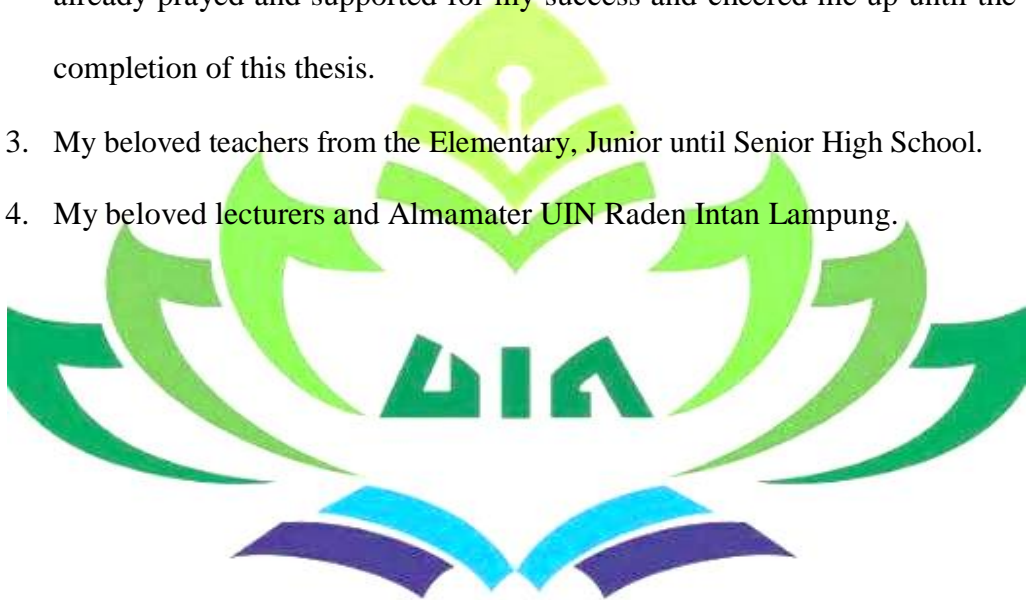 already prayed and supported for my success and cheered me up until the
completion of this thesis.
3. My beloved teachers from the Elementary, Junior until Senior High School.
4. My beloved lecturers and Almamater UIN Raden Intan Lampung.
UIN